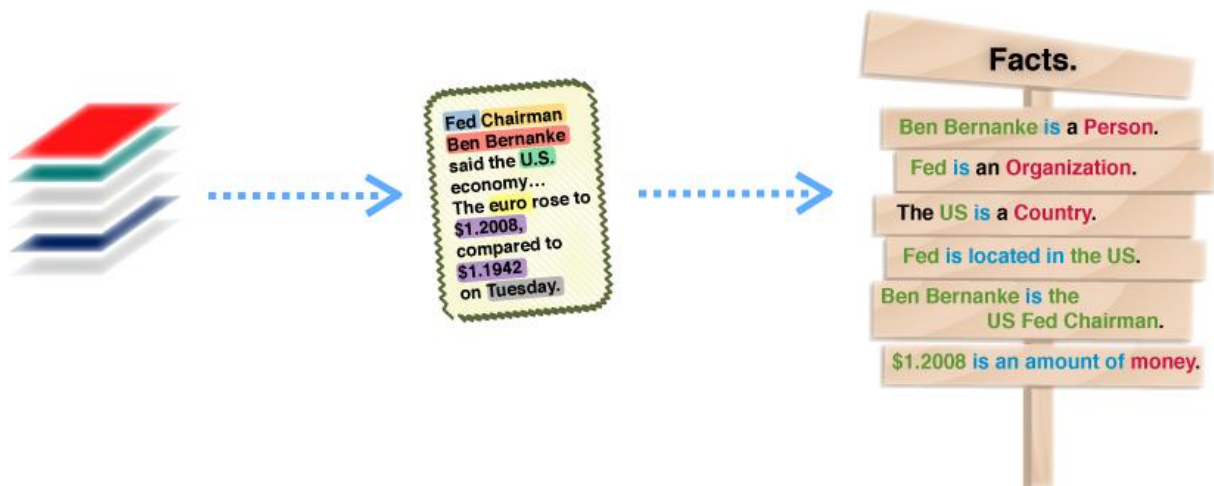 Fed Chairman
Ben Bernanke
said the U.S.
economy...
The euro rose to
$1.2008,
compared to
$1.1942
on Tuesday.
Facts.
Ben Bernanke is a Person.
Fed is an Organization.
The US is a Country.
Fed is located in the US.
Ben Bernanke is the
US Fed Chairman.
$1.2008 is an amount of money.